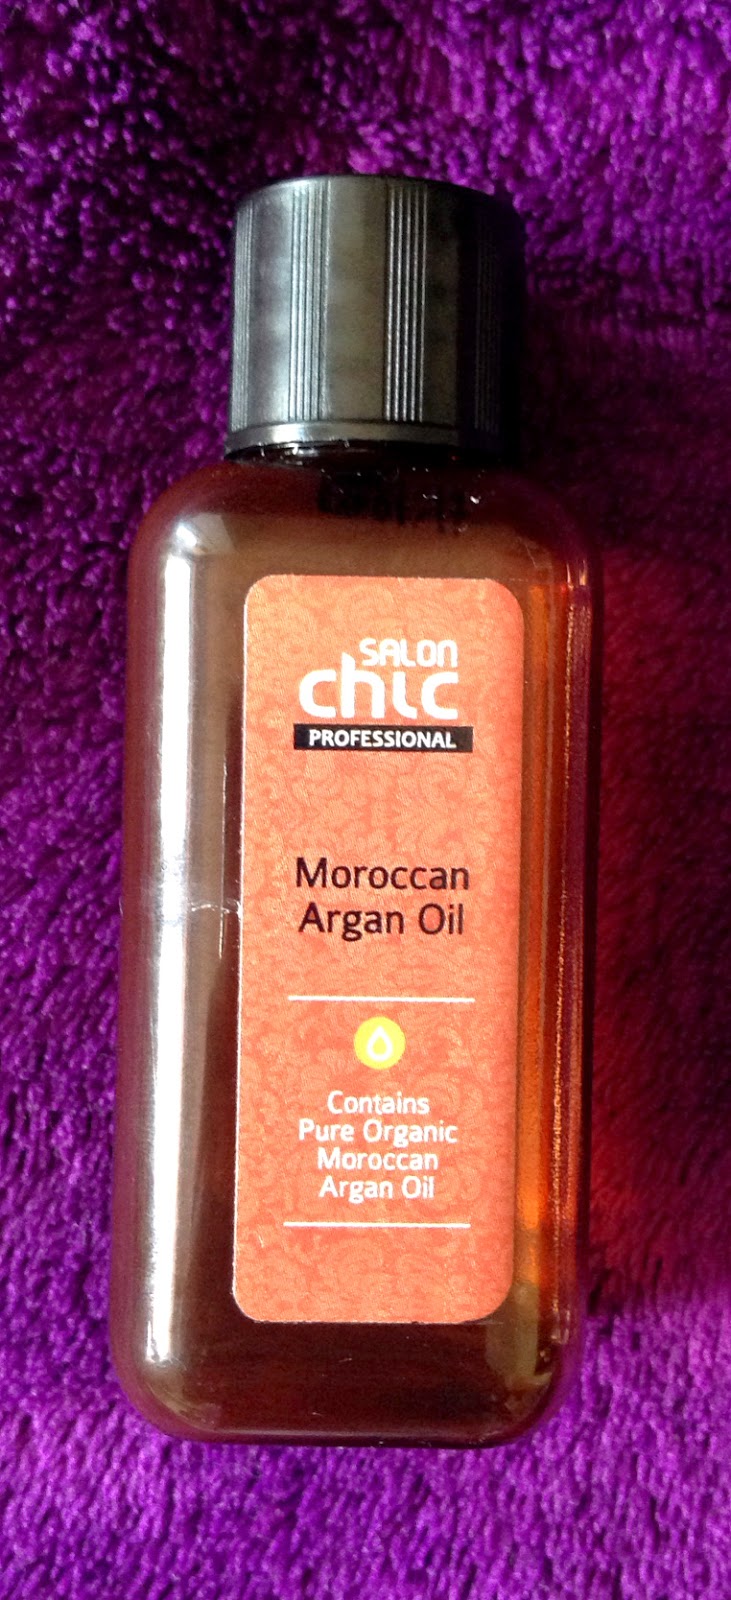 SALON
chic
PROFESSIONAL
Moroccan
Argan Oil
Contains
Pure Organic
Moroccan
Argan Oil